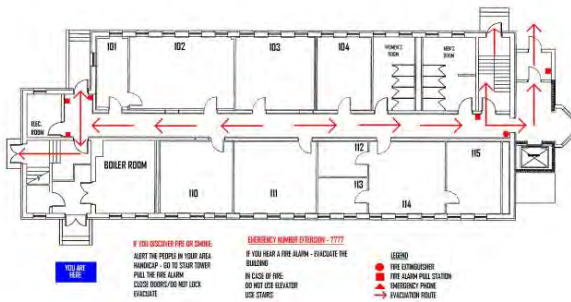 101
102
103
104
WOMEN'S
ROOM
MEN'S
ROOM
ELEC.
ROOM
BOILER ROOM
110
111
112
113
114
115
YOU ARE
HERE
IF YOU DISCOVER FIRE OR SMOKE:
ALERT THE PEOPLE IN YOUR AREA
HANDICAP - GO TO STAIR TOWER
PULL THE FIRE ALARM
CLOSE DOORS/DO NOT LOCK
EVACUATE
EMERGENCY NUMBER EXTENSION - ????
IF YOU HEAR A FIRE ALARM - EVACUATE THE
BUILDING
IN CASE OF FIRE:
DO NOT USE ELEVATOR
USE STAIRS
LEGEND
FIRE EXTINGUISHER
FIRE ALARM PULL STATION
EMERGENCY PHONE
EVACUATION ROUTE